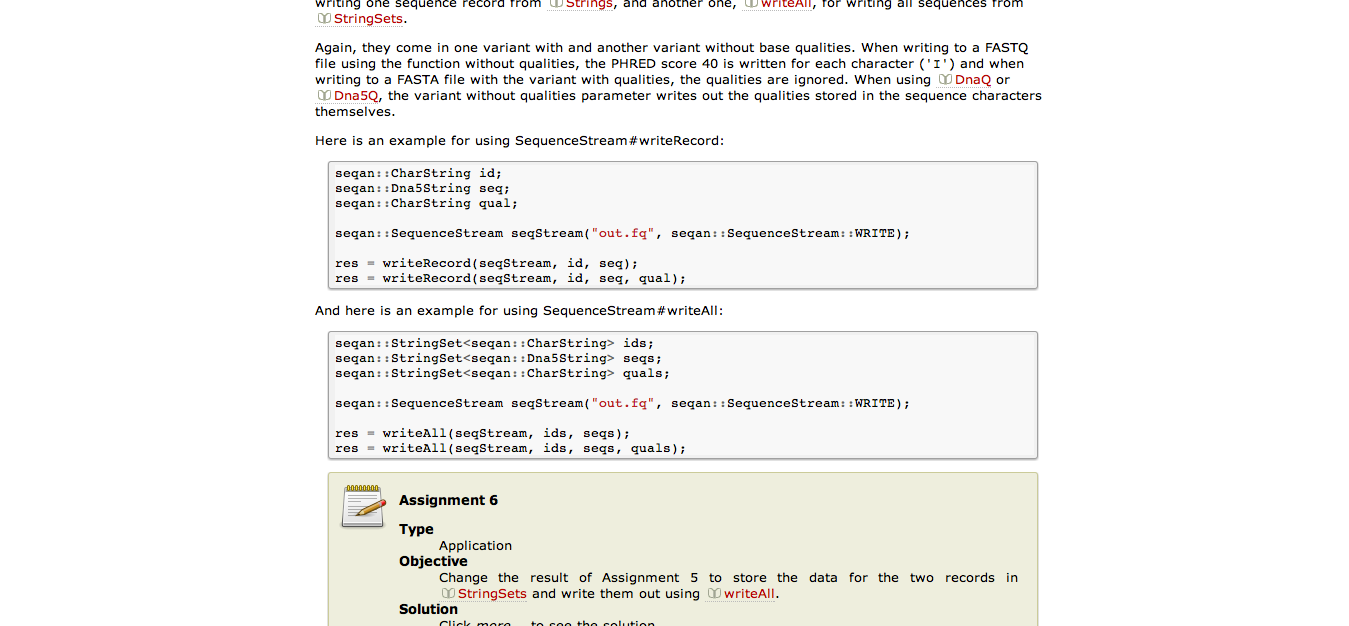 writing one sequence record from Strings, and another one, writeAll, for writing all sequences from
StringSets.
Again, they come in one variant with and another variant without base qualities. When writing to a FASTQ
file using the function without qualities, the PHRED score 40 is written for each character ('I') and when
writing to a FASTA file with the variant with qualities, the qualities are ignored. When using DnaQ or
Dna5Q, the variant without qualities parameter writes out the qualities stored in the sequence characters
themselves.
Here is an example for using SequenceStream#writeRecord:
seqan::CharString id;
seqan::Dna5String seq;
seqan::CharString qual;
seqan::SequenceStream seqStream("out.fq", seqan::SequenceStream::WRITE);
res = writeRecord(seqStream, id, seq);
res = writeRecord(seqStream, id, seq, qual);
And here is an example for using SequenceStream#writeAll:
seqan::StringSet<seqan::CharString> ids;
seqan::StringSet<seqan::Dna5String> seqs;
seqan::StringSet<seqan::CharString> quals;
seqan::SequenceStream seqStream("out.fq", seqan::SequenceStream::WRITE);
res = writeAll(seqStream, ids, seqs);
res = writeAll(seqStream, ids, seqs, quals);
Assignment 6
Type
Application
Objective
Change the result of Assignment 5 to store the data for the two records in
StringSets and write them out using writeAll.
Solution
Click more... to see the solution.